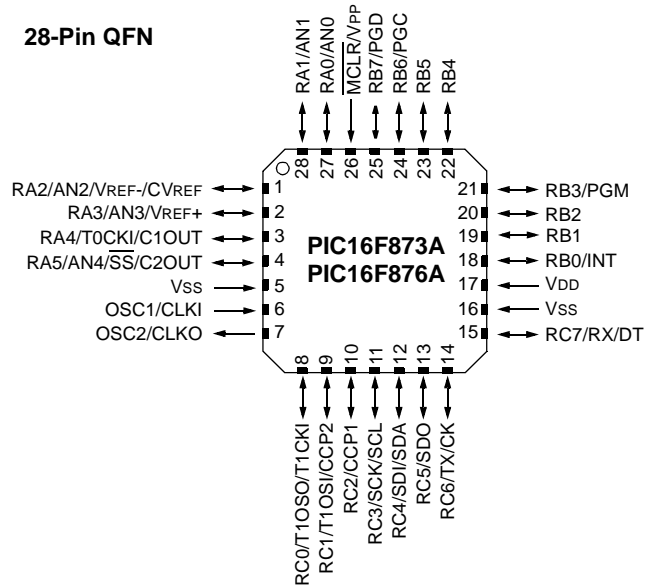 28-Pin QFN
RA1/AN1
RA0/AN0
MCLR/VPP
RB7/PGD
RB6/PGC
RB5
RB4
28
27
26
25
24
23
22
RA2/AN2/VREF-/CVREF
RA3/AN3/VREF+
RA4/T0CKI/C1OUT
RA5/AN4/SS/C2OUT
VSS
OSC1/CLKI
OSC2/CLKO
1
2
3
4
5
6
7
PIC16F873A
PIC16F876A
21
20
19
18
17
16
15
RB3/PGM
RB2
RB1
RB0/INT
VDD
VSS
RC7/RX/DT
8
9
10
11
12
13
14
RC0/T1OSO/T1CKI
RC1/T1OSI/CCP2
RC2/CCP1
RC3/SCK/SCL
RC4/SDI/SDA
RC5/SDO
RC6/TX/CK